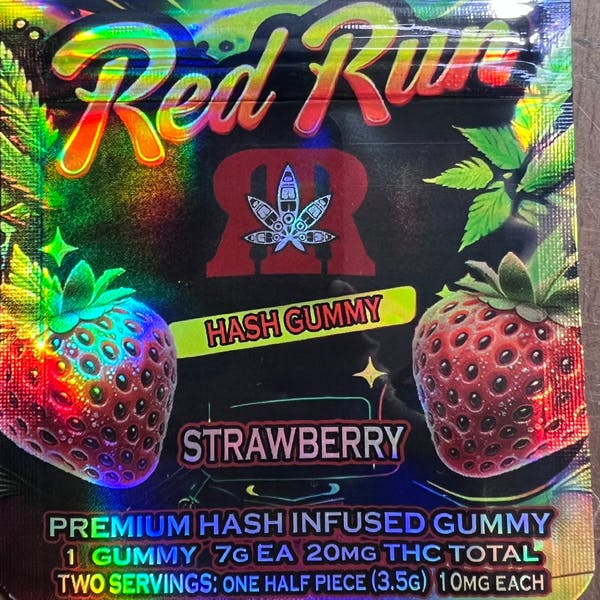 Red Run
RR
HASH GUMMY
STRAWBERRY
PREMIUM HASH INFUSED GUMMY
1 GUMMY 7G EA 20MG THC TOTAL
TWO SERVINGS: ONE HALF PIECE (3.5G) 10MG EACH